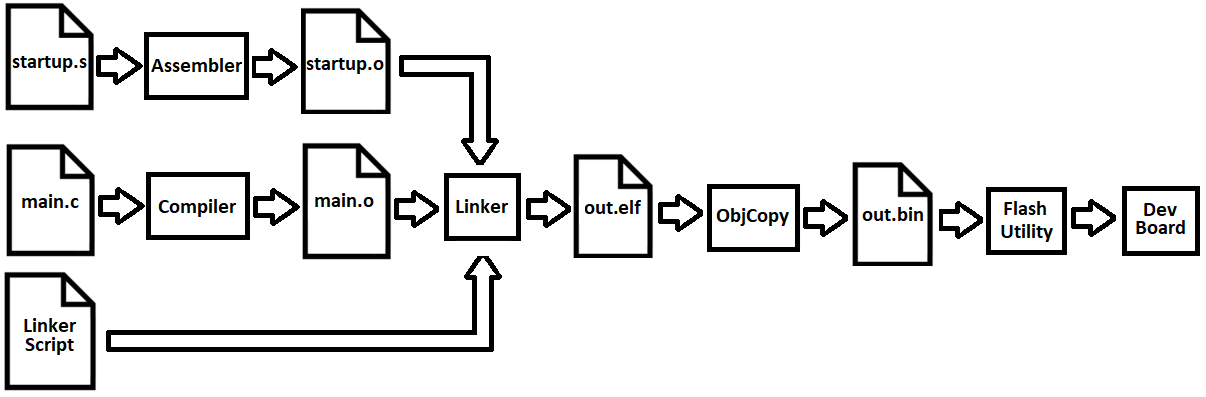 startup.s
Assembler
startup.o
main.c
Compiler
main.o
Linker
out.elf
ObjCopy
out.bin
Flash
Utility
Dev
Board
Linker
Script